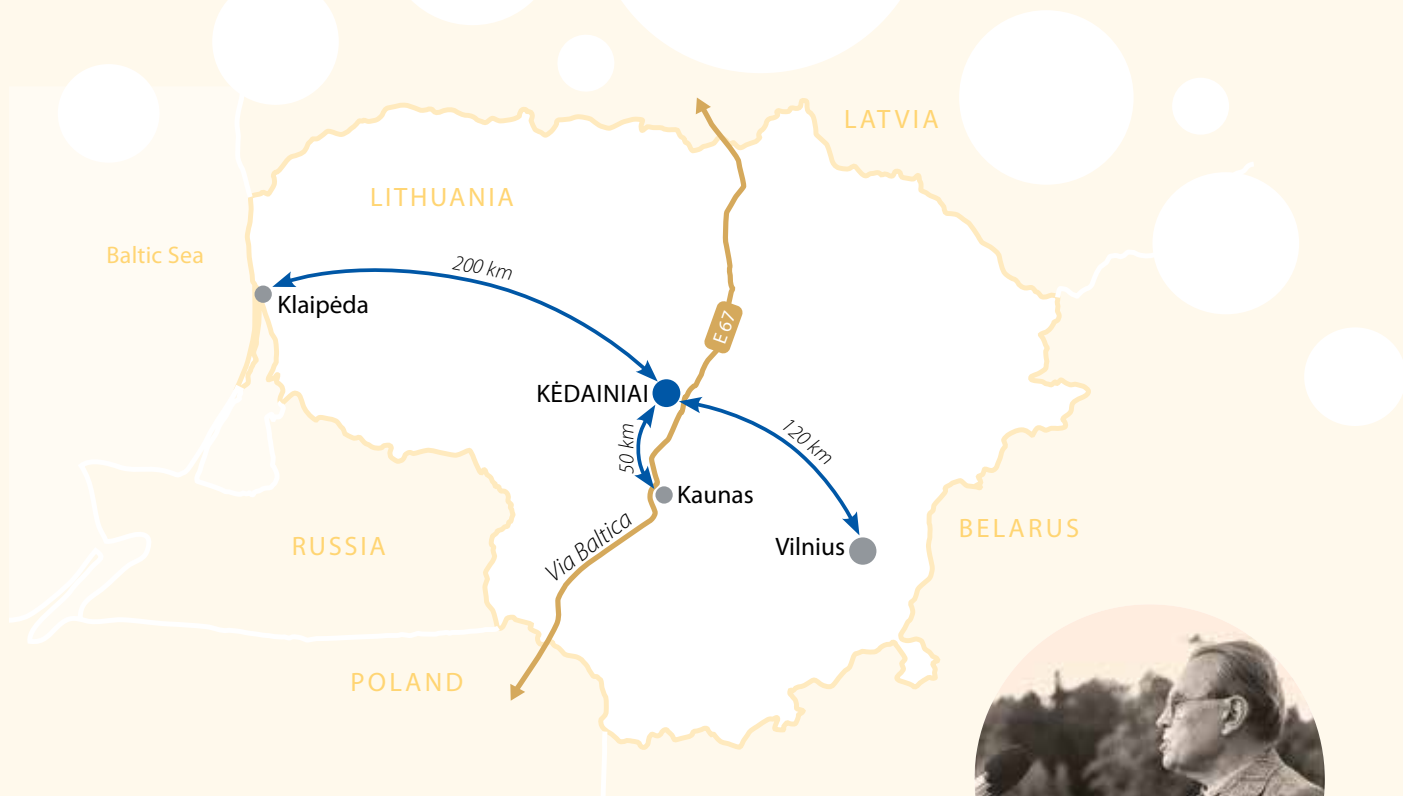 LATVIA
LITHUANIA
Baltic Sea
200 km
Klaipėda
E 67
KĖDAINIAI
120 km
50 km
Kaunas
Via Baltica
BELARUS
RUSSIA
Vilnius
POLAND